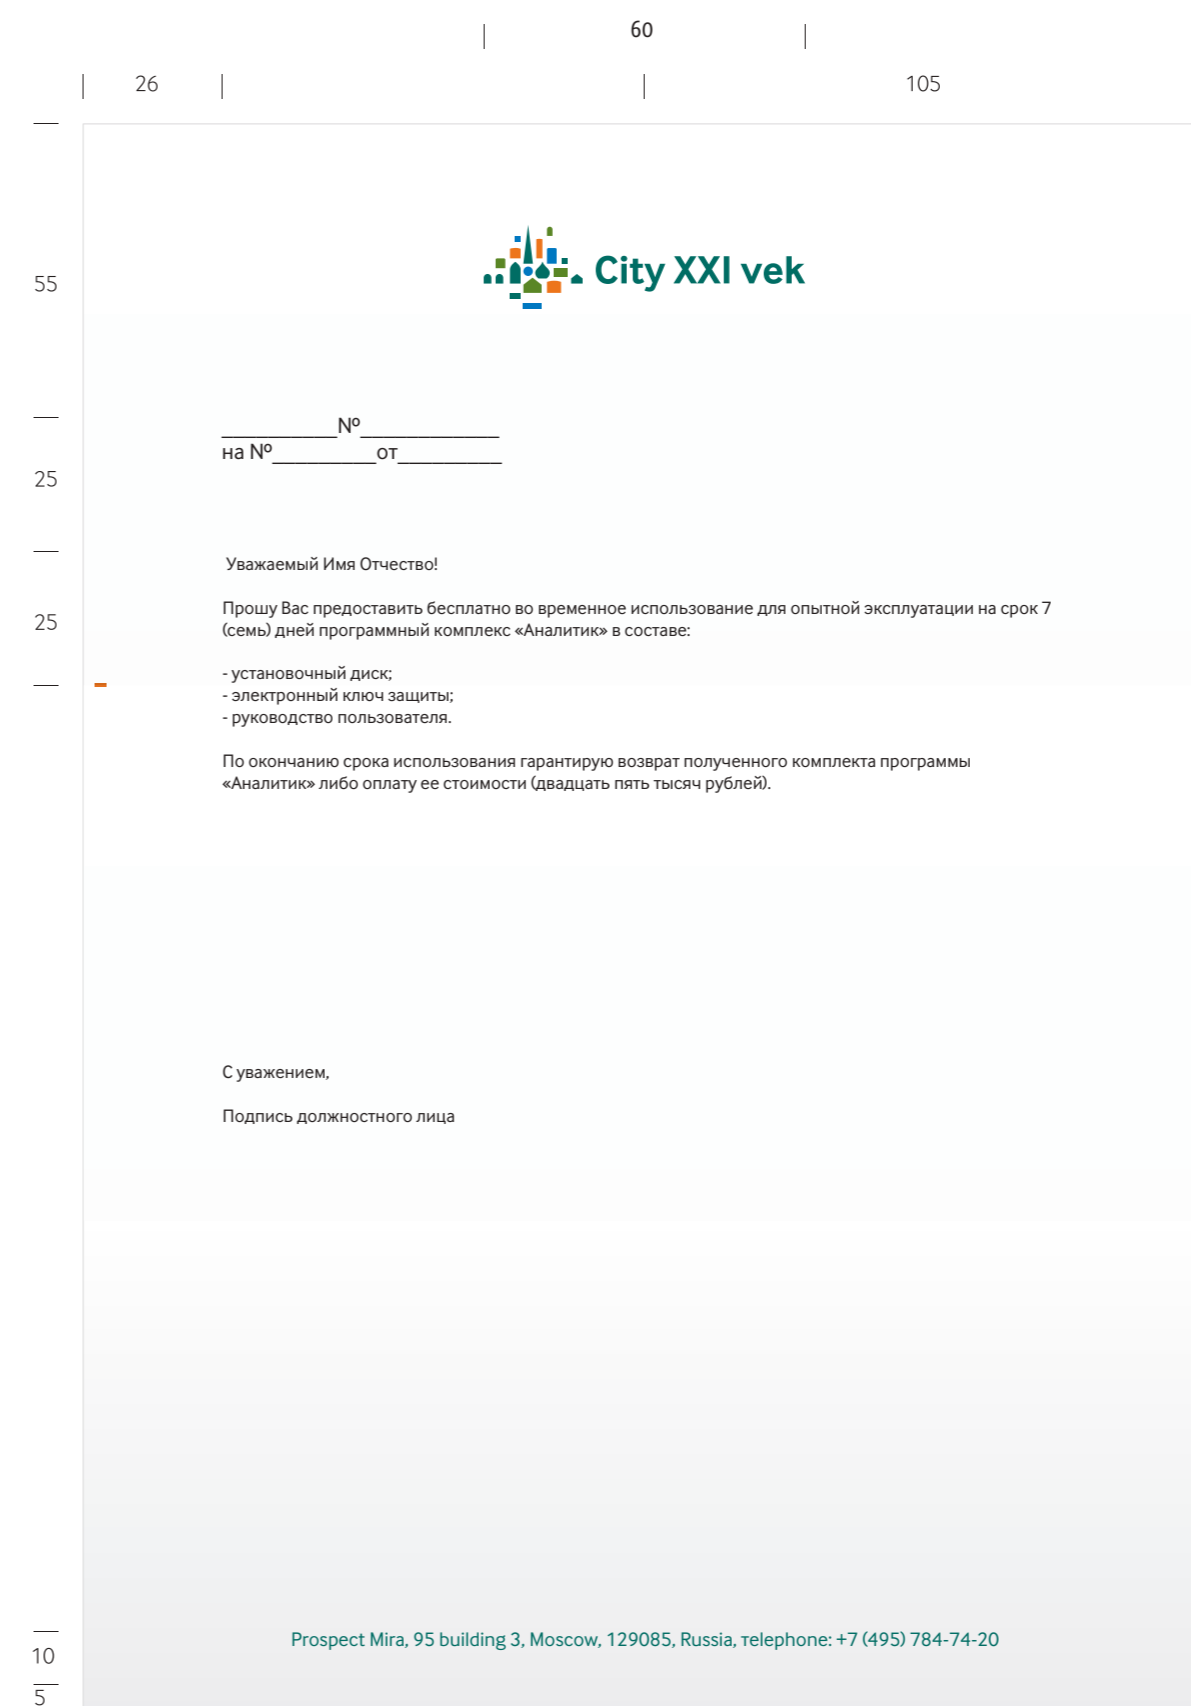 60
26
105
City XXI vek
55
__________№____________
на №_________от_________
25
Уважаемый Имя Отчество!
Прошу Вас предоставить бесплатно во временное использование для опытной эксплуатации на срок 7
(семь) дней программный комплекс «Аналитик» в составе:
25
- установочный диск;
- электронный ключ защиты;
- руководство пользователя.
По окончанию срока использования гарантирую возврат полученного комплекта программы
«Аналитик» либо оплату ее стоимости (двадцать пять тысяч рублей).
С уважением,
Подпись должностного лица
Prospect Mira, 95 building 3, Moscow, 129085, Russia, тelephone: +7 (495) 784-74-20
10
5